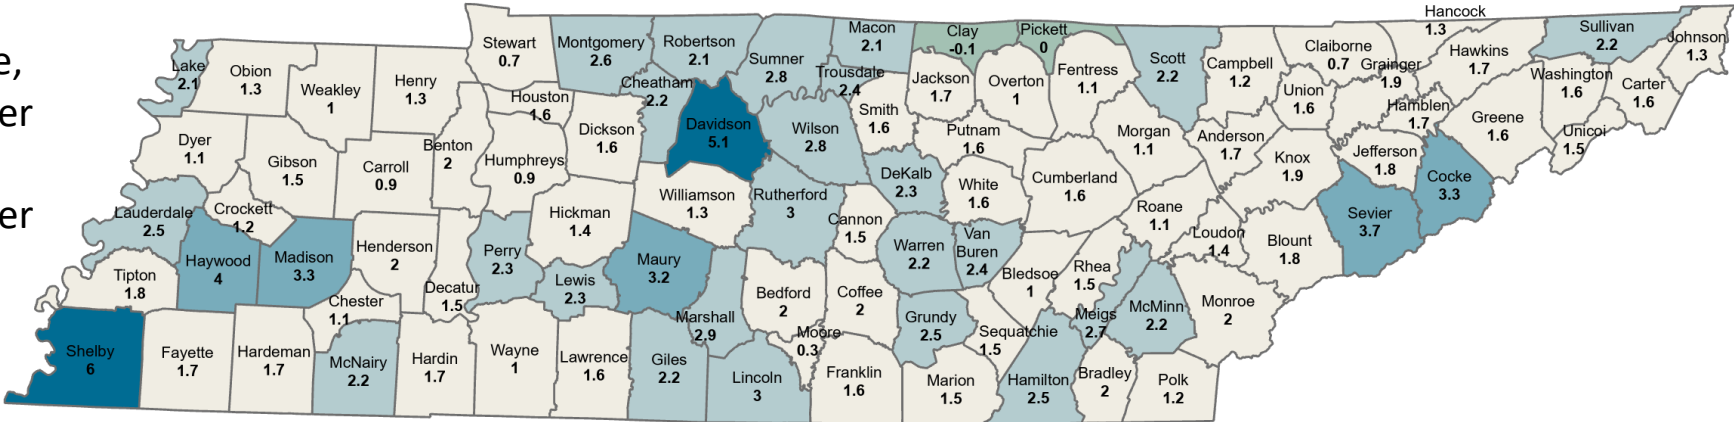 e,
er
er
Lake
2.1
Obion
1.3
Weakley
1
Henry
1.3
Stewart
0.7
Montgomery
2.6
Robertson
2.1
Sumner
2.8
Macon
2.1
Clay
-0.1
Pickett
0
Scott
2.2
Campbell
1.2
Claiborne
0.7
Hancock
1.3
Hawkins
1.7
Sullivan
2.2
Johnson
1.3
Cheatham
2.2
Trousdale
2.4
Jackson
1.7
Overton
1
Fentress
1.1
Grainger
1.9
Union
1.6
Washington
1.6
Carter
1.6
Houston
1.6
Dickson
1.6
Davidson
5.1
Wilson
2.8
Smith
1.6
Putnam
1.6
Morgan
1.1
Anderson
1.7
Hamblen
1.7
Greene
1.6
Unicoi
1.5
Dyer
1.1
Gibson
1.5
Carroll
0.9
Benton
2
Humphreys
0.9
Williamson
1.3
Rutherford
3
DeKalb
2.3
White
1.6
Cumberland
1.6
Knox
1.9
Jefferson
1.8
Cocke
3.3
Lauderdale
2.5
Crockett
1.2
Haywood
4
Madison
3.3
Henderson
2
Decatur
1.5
Perry
2.3
Hickman
1.4
Lewis
2.3
Maury
3.2
Cannon
1.5
Warren
2.2
Van
Buren
2.4
Bledsoe
1
Rhea
1.5
Roane
1.1
Loudon
1.4
Blount
1.8
Sevier
3.7
Tipton
1.8
Chester
1.1
Marshall
2.9
Bedford
2
Coffee
2
Moore
0.3
Grundy
2.5
Sequatchie
1.5
Meigs
2.7
McMinn
2.2
Monroe
2
Shelby
6
Fayette
1.7
Hardeman
1.7
McNairy
2.2
Hardin
1.7
Wayne
1
Lawrence
1.6
Giles
2.2
Lincoln
3
Franklin
1.6
Marion
1.5
Hamilton
2.5
Bradley
2
Polk
1.2